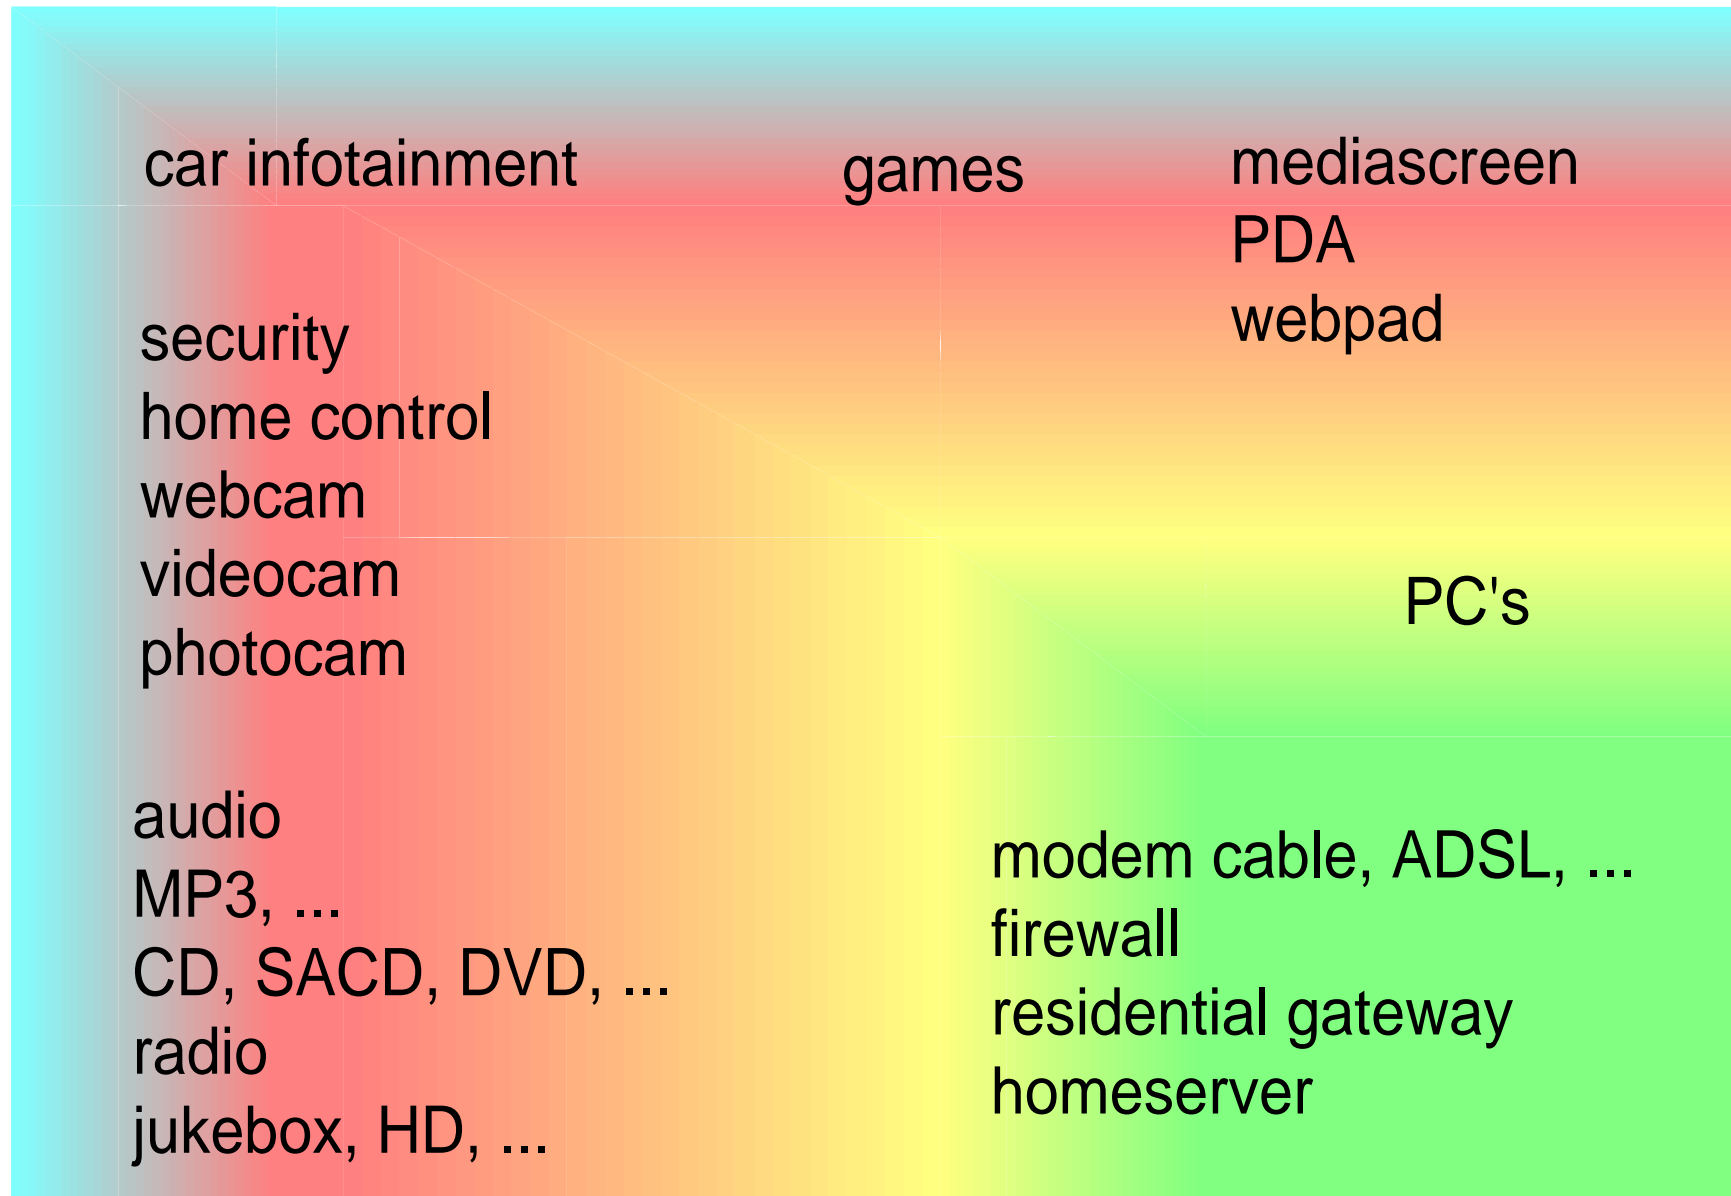 car infotainment
games
mediascreen
PDA
webpad
security
home control
webcam
videocam
photocam
PC's
audio
MP3, ...
CD, SACD, DVD, ...
radio
jukebox, HD, ...
modem cable, ADSL, ...
firewall
residential gateway
homeserver